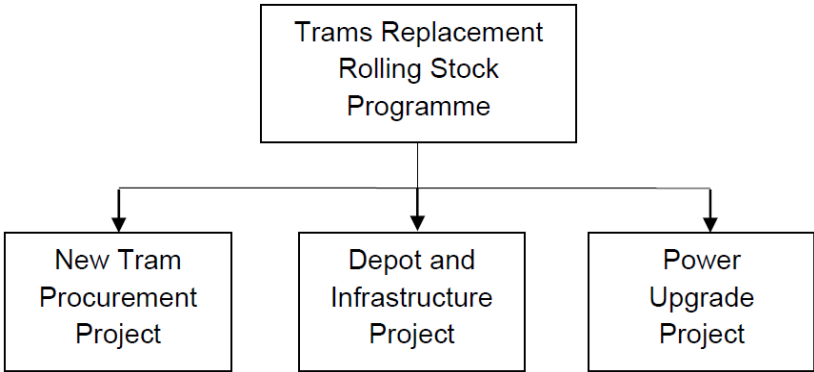 Trams Replacement
Rolling Stock
Programme
New Tram
Procurement
Project
Depot and
Infrastructure
Project
Power
Upgrade
Project